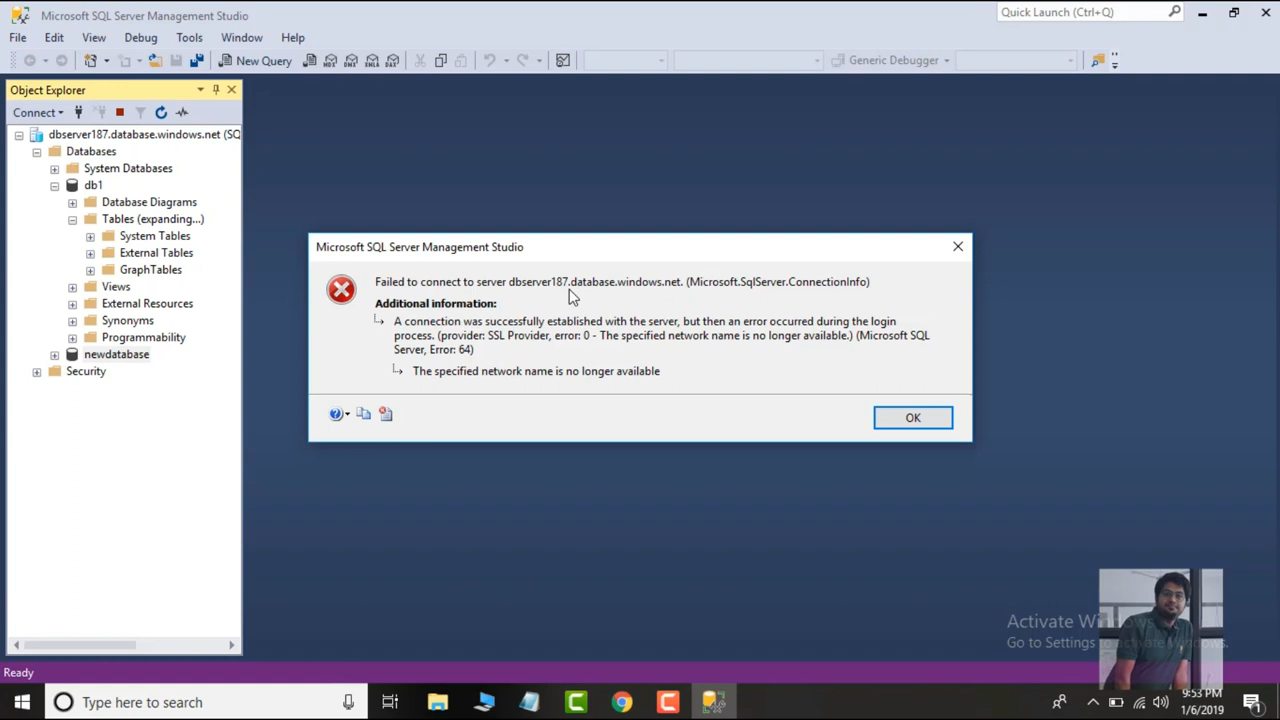 Microsoft SQL Server Management Studio
Quick Launch (Ctrl+Q)
File Edit View Debug Tools Window Help
New Query
MDX DMX XMLA DAX
Generic Debugger
Object Explorer
Connect
dbserver187.database.windows.net (SQ
Databases
System Databases
db1
Database Diagrams
Tables (expanding...)
System Tables
External Tables
GraphTables
Views
External Resources
Synonyms
Programmability
newdatabase
Security
Microsoft SQL Server Management Studio
Failed to connect to server dbserver187.database.windows.net. (Microsoft.SqlServer.ConnectionInfo)
Additional information:
A connection was successfully established with the server, but then an error occurred during the login
process. (provider: SSL Provider, error: 0 - The specified network name is no longer available.) (Microsoft SQL
Server, Error: 64)
The specified network name is no longer available
OK
Activate Windows
Go to Settings to activate Windows.
Ready
Type here to search
9:53 PM
1/6/2019
1